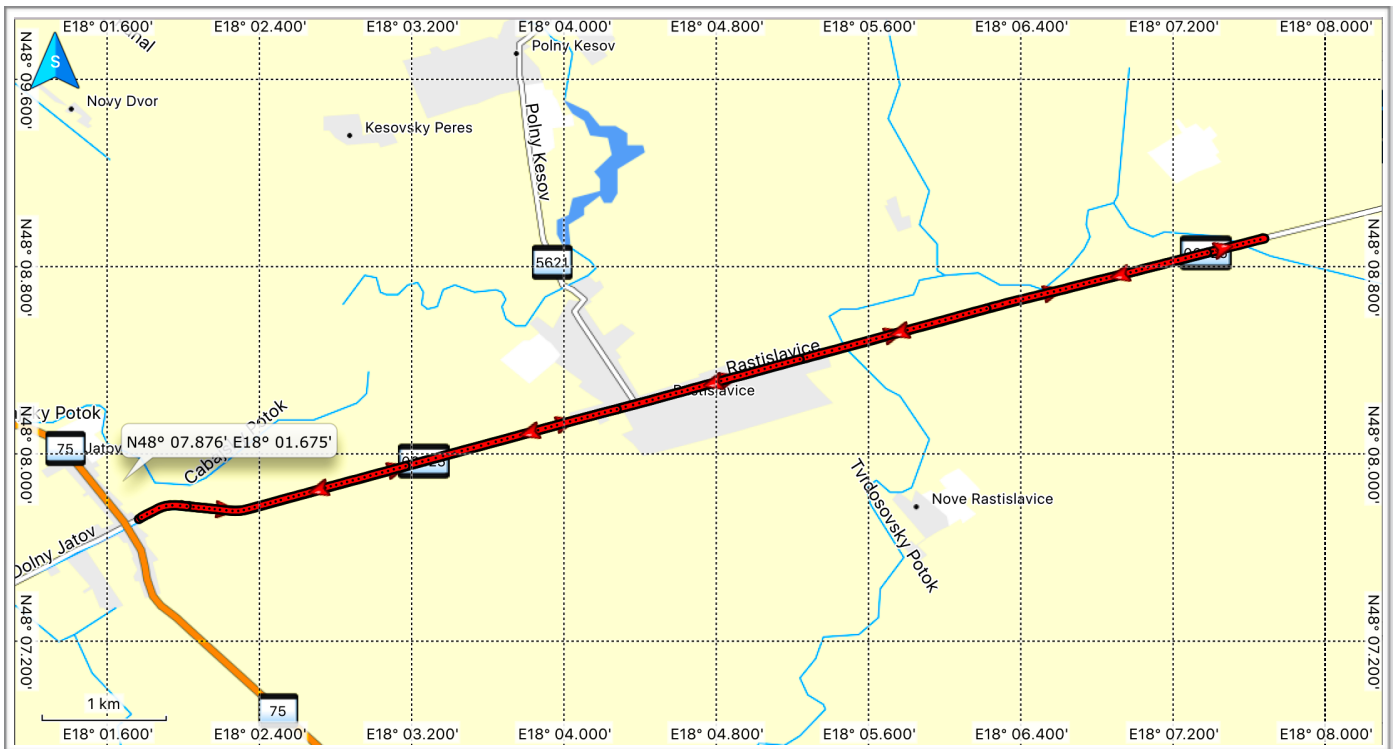 E18° 01.600' E18° 02.400' E18° 03.200' E18° 04.000' E18° 04.800' E18° 05.600' E18° 06.400' E18° 07.200' E18° 08.000'
S
N48° 09.600'
N48° 09.600'
Polny Kesov
Novy Dvor
Kesovsky Peres
Polny Kesov
N48° 08.800'
N48° 08.800'
5621
Rastislavice
Rastislavice
Potok
75
Jatov
N48° 07.876' E18° 01.675'
Potok
N48° 08.000'
N48° 08.000'
Nove Rastislavice
Tvrdosovsky Potok
Dolny Jatov
N48° 07.200'
N48° 07.200'
1 km
75
E18° 01.600' E18° 02.400' E18° 03.200' E18° 04.000' E18° 04.800' E18° 05.600' E18° 06.400' E18° 07.200' E18° 08.000'